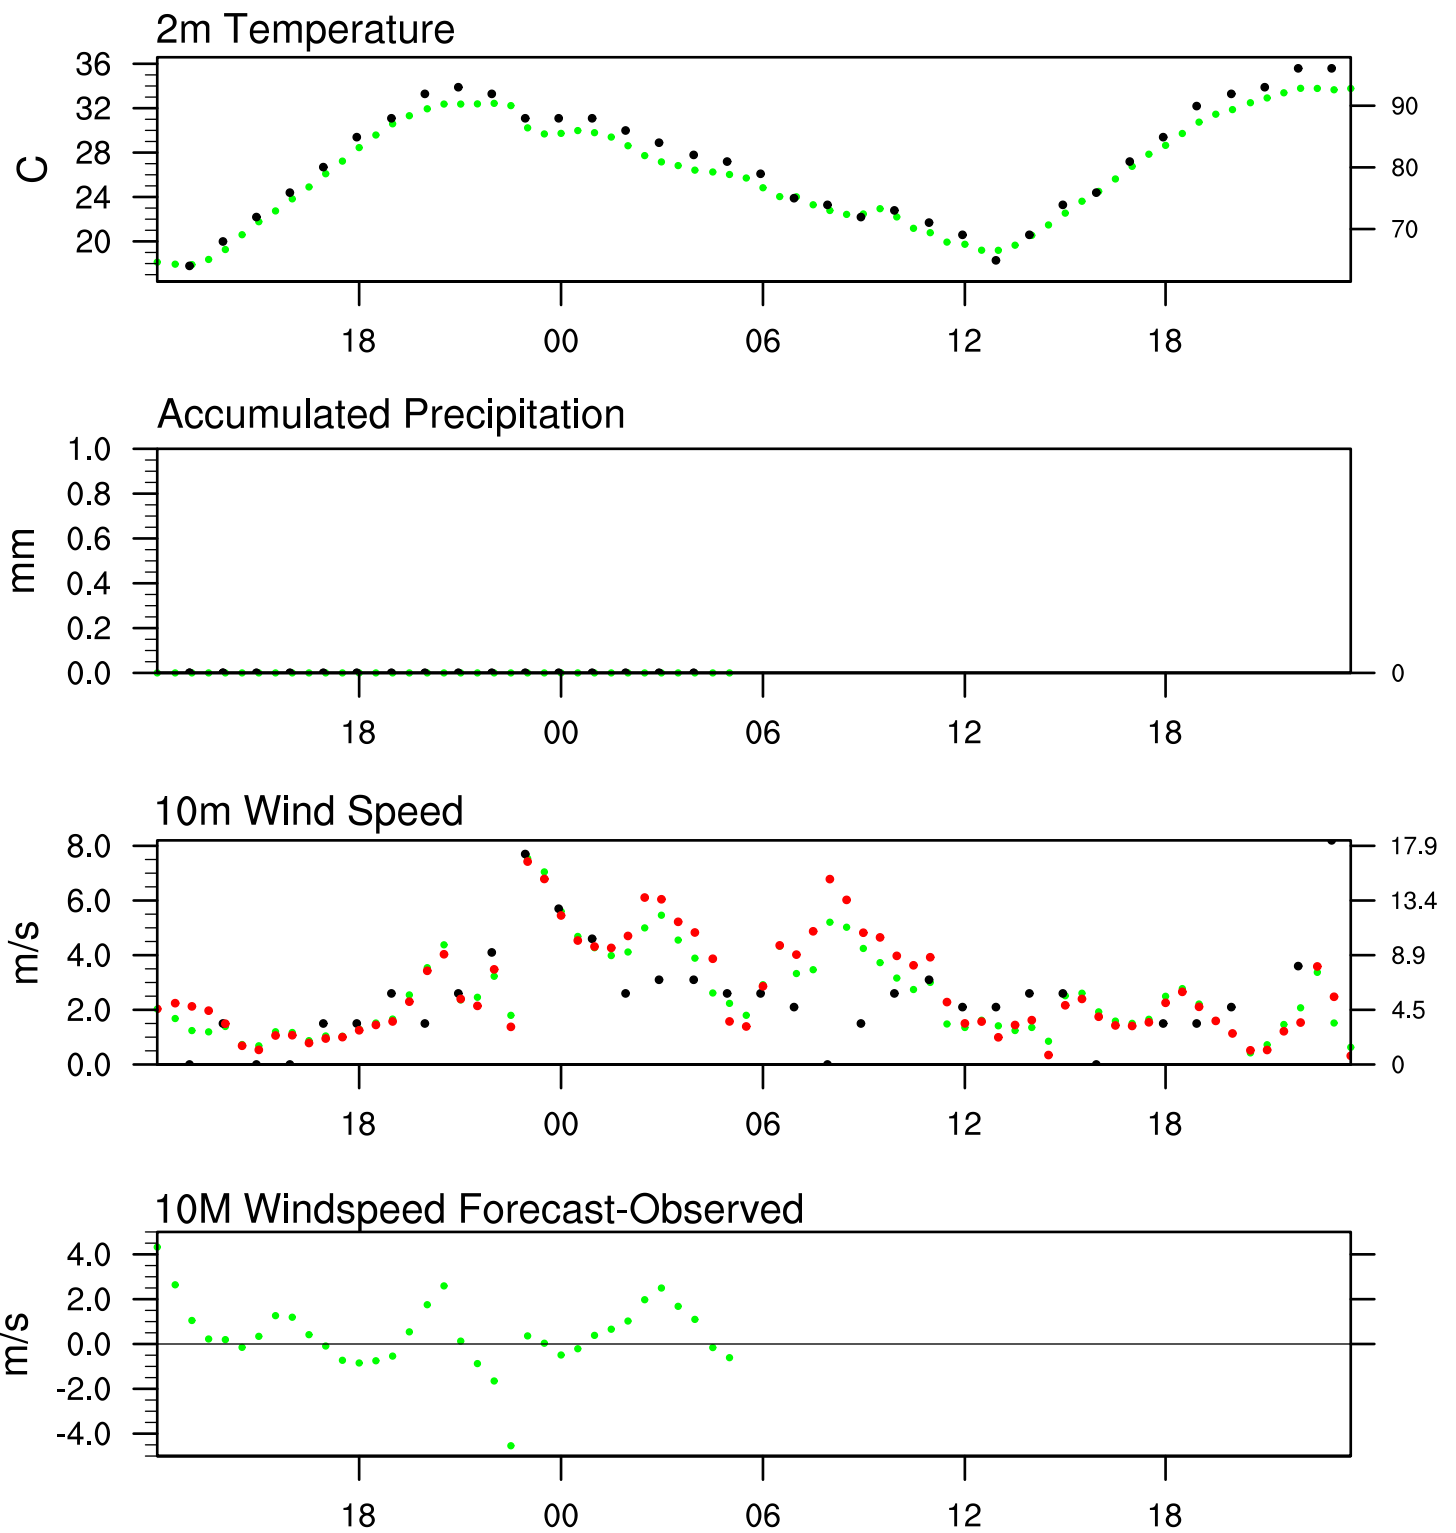 2m Temperature
36
32
28
24
20
C
90
80
70
18 00 06 12 18
Accumulated Precipitation
1.0
0.8
0.6
0.4
0.2
0.0
mm
0
18 00 06 12 18
10m Wind Speed
8.0
6.0
4.0
2.0
0.0
m/s
17.9
13.4
8.9
4.5
0
18 00 06 12 18
10M Windspeed Forecast-Observed
4.0
2.0
0.0
-2.0
-4.0
m/s
18 00 06 12 18